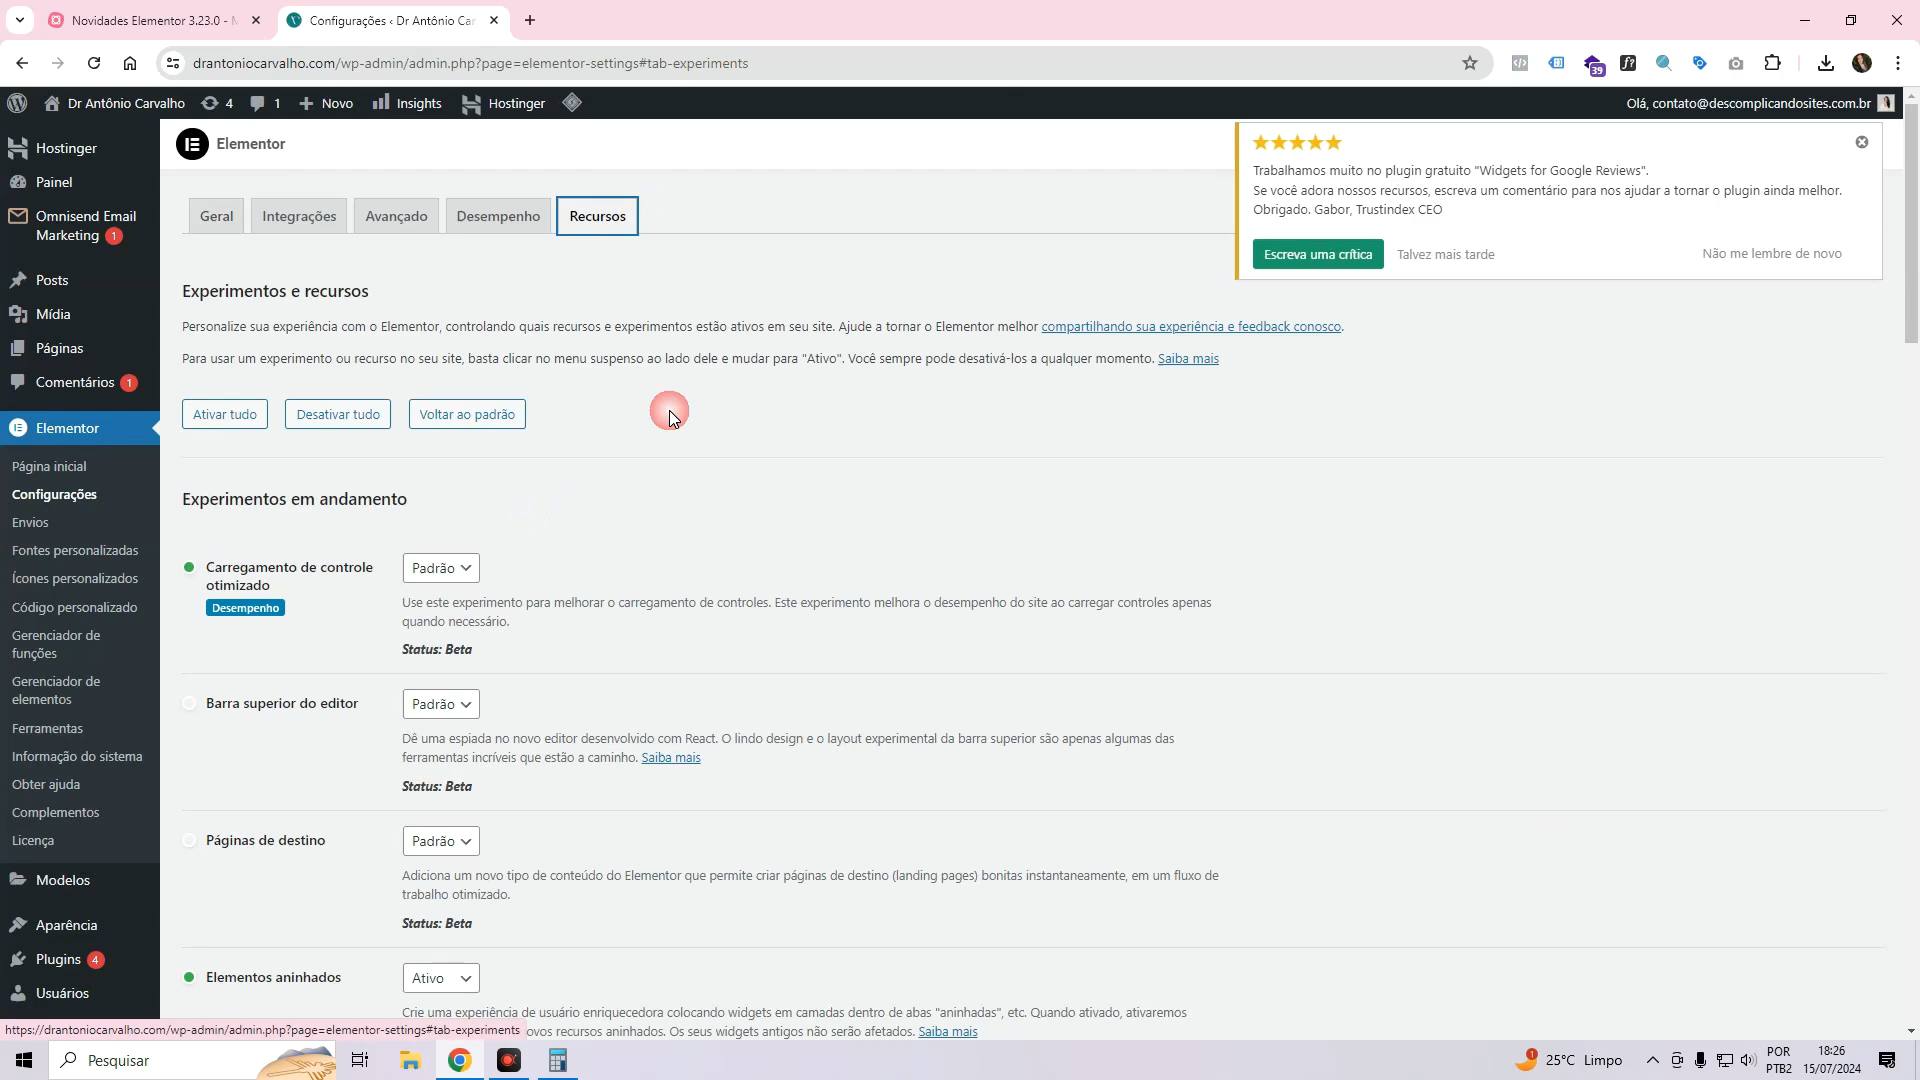 Novidades Elementor 3.23.0 -
Configurações ‹ Dr Antônio Car
drantoniocarvalho.com/wp-admin/admin.php?page=elementor-settings#tab-experiments
39
Dr Antônio Carvalho
4
1
Novo
Insights
Hostinger
Olá, contato@descomplicandosites.com.br
Hostinger
Painel
Omnisend Email
Marketing 1
Posts
Mídia
Páginas
Comentários 1
Elementor
Página inicial
Configurações
Envios
Fontes personalizadas
Ícones personalizados
Código personalizado
Gerenciador de
funções
Gerenciador de
elementos
Ferramentas
Informação do sistema
Obter ajuda
Complementos
Licença
Modelos
Aparência
Plugins 4
Usuários
Elementor
Trabalhamos muito no plugin gratuito "Widgets for Google Reviews".
Se você adora nossos recursos, escreva um comentário para nos ajudar a tornar o plugin ainda melhor.
Obrigado. Gabor, Trustindex CEO
Escreva uma crítica
Talvez mais tarde
Não me lembre de novo
Geral
Integrações
Avançado
Desempenho
Recursos
Experimentos e recursos
Personalize sua experiência com o Elementor, controlando quais recursos e experimentos estão ativos em seu site. Ajude a tornar o Elementor melhor compartilhando sua experiência e feedback conosco.
Para usar um experimento ou recurso no seu site, basta clicar no menu suspenso ao lado dele e mudar para "Ativo". Você sempre pode desativá-los a qualquer momento. Saiba mais
Ativar tudo
Desativar tudo
Voltar ao padrão
Experimentos em andamento
Carregamento de controle
otimizado
Desempenho
Padrão
Use este experimento para melhorar o carregamento de controles. Este experimento melhora o desempenho do site ao carregar controles apenas
quando necessário.
Status: Beta
Barra superior do editor
Padrão
Dê uma espiada no novo editor desenvolvido com React. O lindo design e o layout experimental da barra superior são apenas algumas das
ferramentas incríveis que estão a caminho. Saiba mais
Status: Beta
Páginas de destino
Padrão
Adiciona um novo tipo de conteúdo do Elementor que permite criar páginas de destino (landing pages) bonitas instantaneamente, em um fluxo de
trabalho otimizado.
Status: Beta
Elementos aninhados
Ativo
Crie uma experiência de usuário enriquecedora colocando widgets em camadas dentro de abas "aninhadas", etc. Quando ativado, ativaremos
ovos recursos aninhados. Os seus widgets antigos não serão afetados. Saiba mais
https://drantoniocarvalho.com/wp-admin/admin.php?page=elementor-settings#tab-experiments
Pesquisar
1
25°C Limpo
POR
PTB2
18:26
15/07/2024